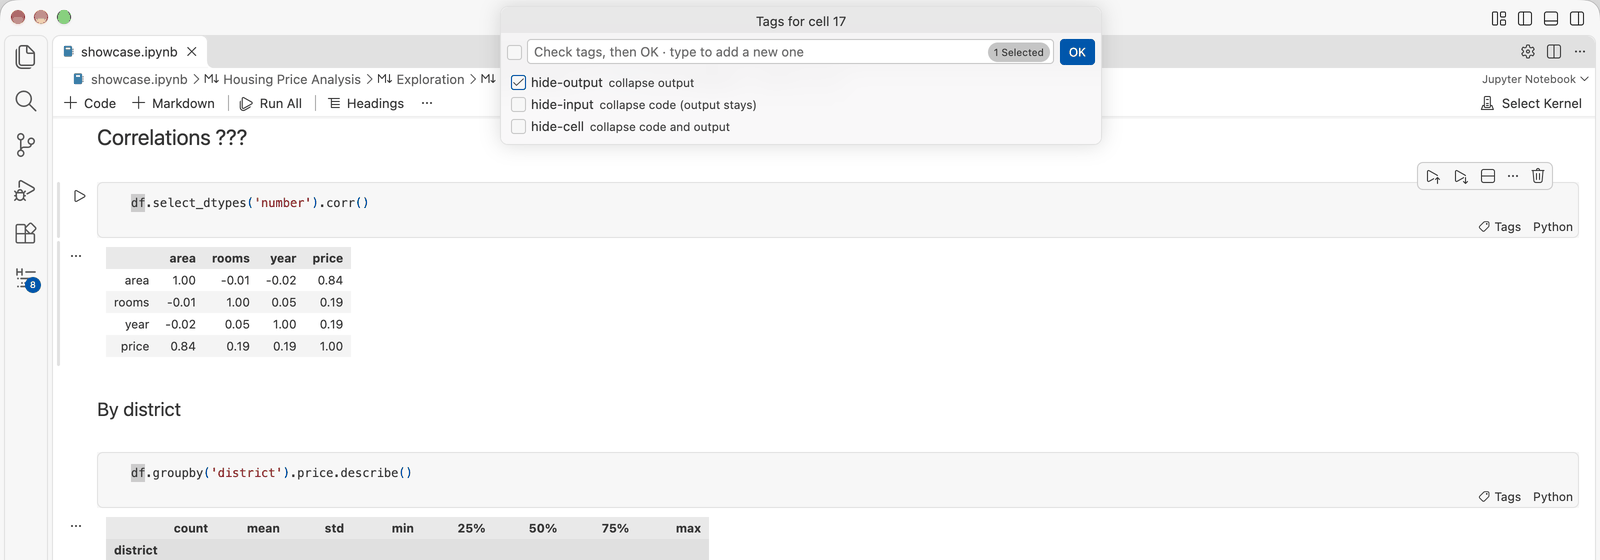 Tags for cell 17
showcase.ipynb
Check tags, then OK · type to add a new one
1 Selected
OK
showcase.ipynb > M↓ Housing Price Analysis > M↓ Exploration > M↓
hide-output collapse output
Jupyter Notebook
+ Code + Markdown Run All Headings ...
hide-input collapse code (output stays)
Select Kernel
hide-cell collapse code and output
Correlations ???
df.select_dtypes('number').corr()
Tags Python
area rooms year price
area 1.00 -0.01 -0.02 0.84
rooms -0.01 1.00 0.05 0.19
year -0.02 0.05 1.00 0.19
price 0.84 0.19 0.19 1.00
H
8
By district
df.groupby('district').price.describe()
Tags Python
count mean std min 25% 50% 75% max
district